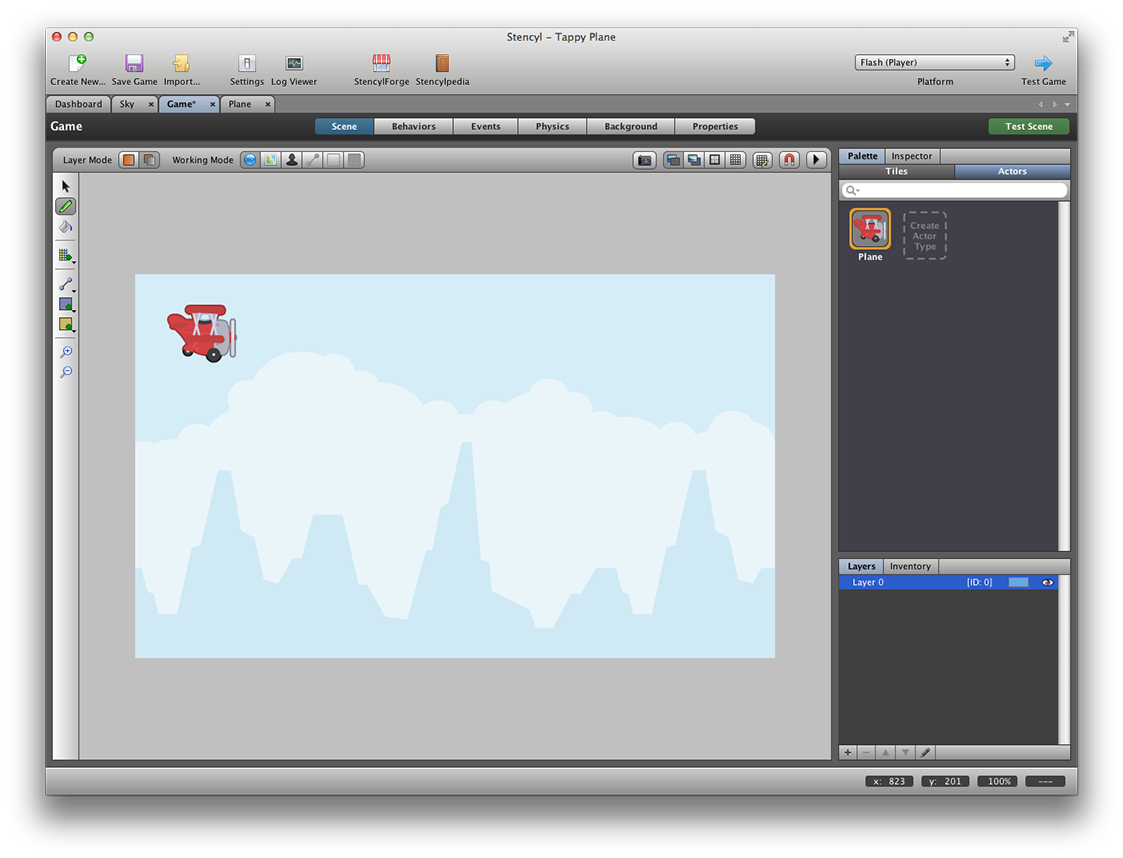 Stencyl – Tappy Plane
Create New... Save Game Import... Settings Log Viewer StencylForge Stencylpedia Flash (Player) Platform Test Game
Dashboard Sky × Game* × Plane ×
Game Scene Behaviors Events Physics Background Properties Test Scene
Layer Mode Working Mode
Palette Inspector
Tiles Actors
Create
Actor
Type
Plane
Layers Inventory
Layer 0 [ID: 0]
x: 823 y: 201 100% ---